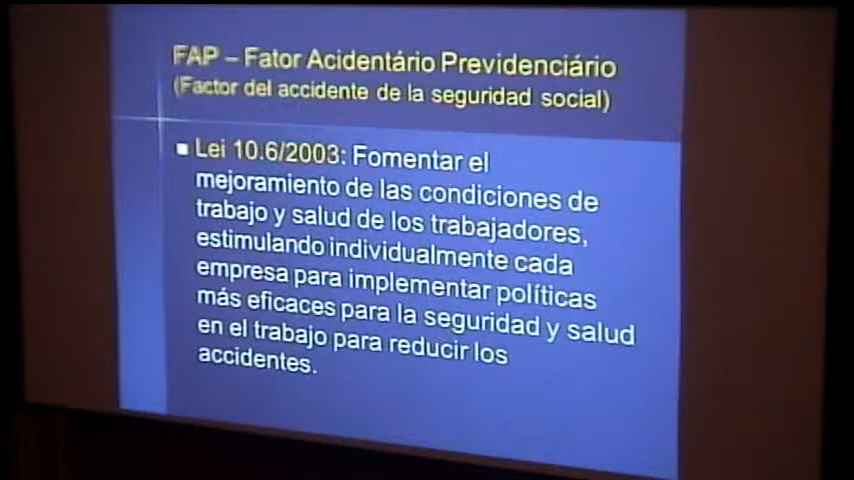 FAP – Fator Acidentário Previdenciário
(Factor del accidente de la seguridad social)
Lei 10.6/2003: Fomentar el
mejoramiento de las condiciones de
trabajo y salud de los trabajadores,
estimulando individualmente cada
empresa para implementar políticas
más eficaces para la seguridad y salud
en el trabajo para reducir los
accidentes.